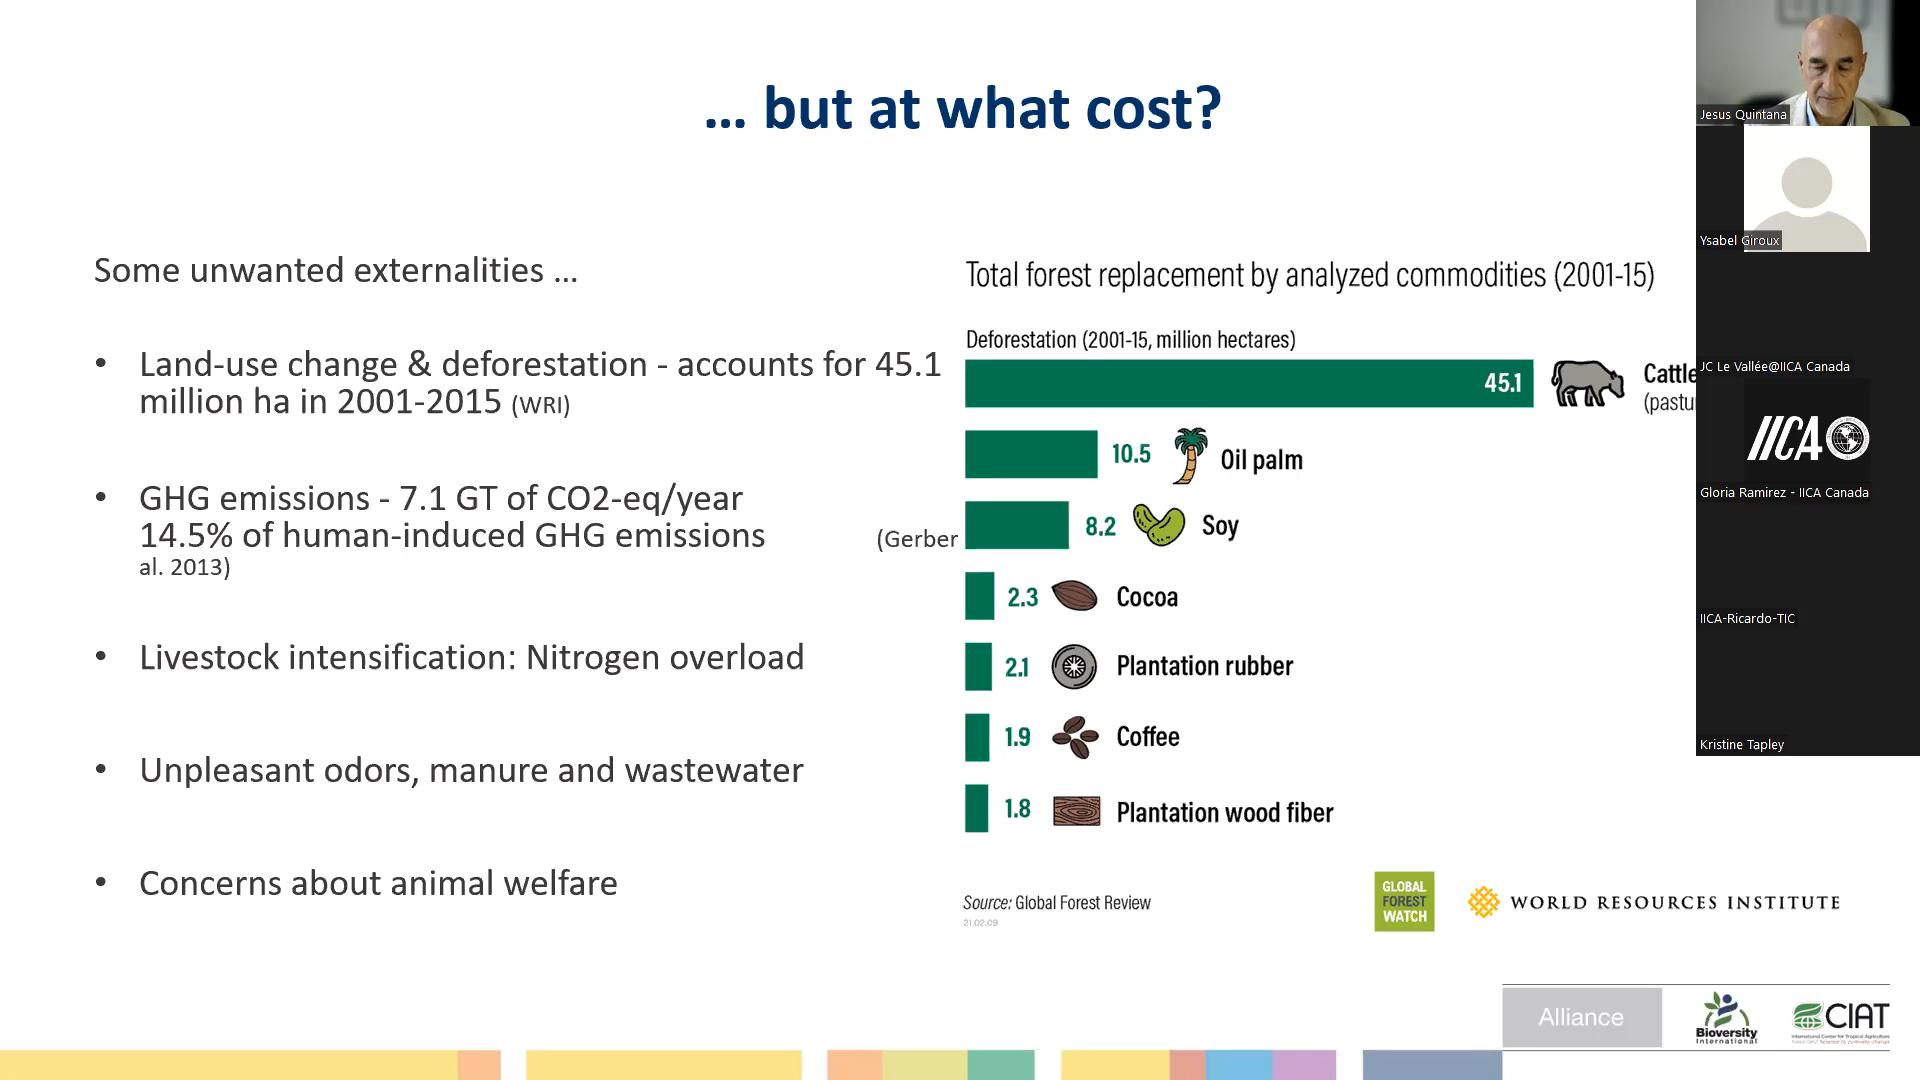 … but at what cost?
Some unwanted externalities …
• Land-use change & deforestation - accounts for 45.1
million ha in 2001-2015 (WRI)
• GHG emissions - 7.1 GT of CO2-eq/year
14.5% of human-induced GHG emissions (Gerber
al. 2013)
• Livestock intensification: Nitrogen overload
• Unpleasant odors, manure and wastewater
• Concerns about animal welfare
Total forest replacement by analyzed commodities (2001-15)
Deforestation (2001-15, million hectares)
45.1 Cattle
(pastu
10.5 Oil palm
8.2 Soy
2.3 Cocoa
2.1 Plantation rubber
1.9 Coffee
1.8 Plantation wood fiber
Source: Global Forest Review
21.02.09
GLOBAL
FOREST
WATCH
WORLD RESOURCES INSTITUTE
Alliance
Bioversity
International
CIAT
International Center for Tropical Agriculture
Jesus Quintana
Ysabel Giroux
JC Le Vallée@IICA Canada
IICA
Gloria Ramirez - IICA Canada
IICA-Ricardo-TIC
Kristine Tapley